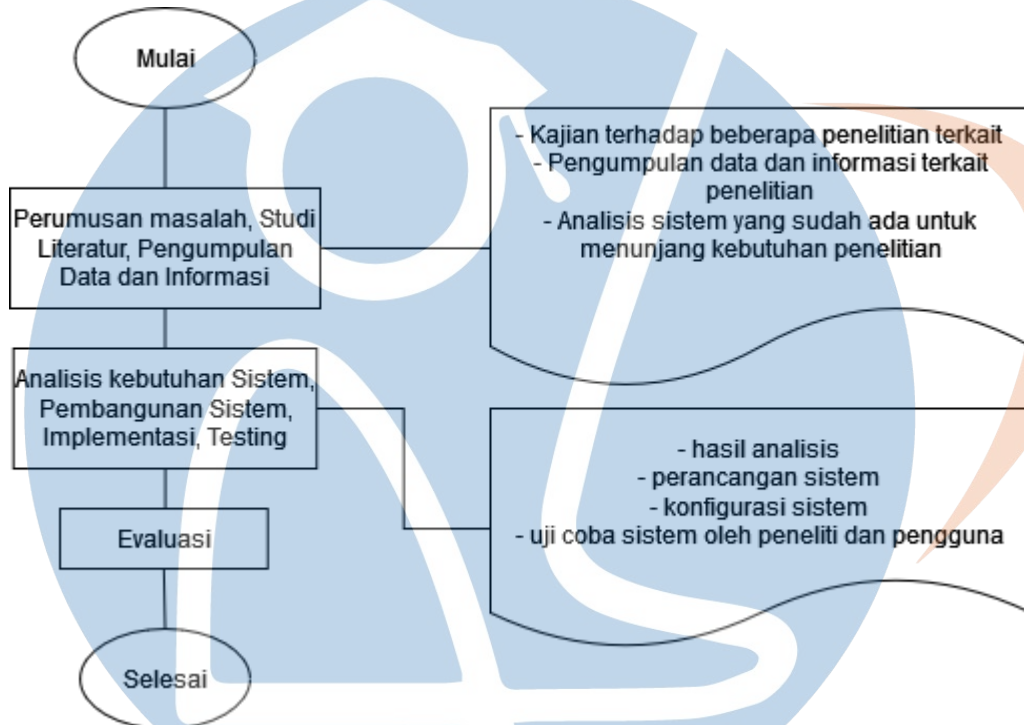 Mulai
Perumusan masalah, Studi
Literatur, Pengumpulan
Data dan Informasi
- Kajian terhadap beberapa penelitian terkait
- Pengumpulan data dan informasi terkait
penelitian
- Analisis sistem yang sudah ada untuk
menunjang kebutuhan penelitian
Analisis kebutuhan Sistem,
Pembangunan Sistem,
Implementasi, Testing
- hasil analisis
- perancangan sistem
- konfigurasi sistem
- uji coba sistem oleh peneliti dan pengguna
Evaluasi
Selesai